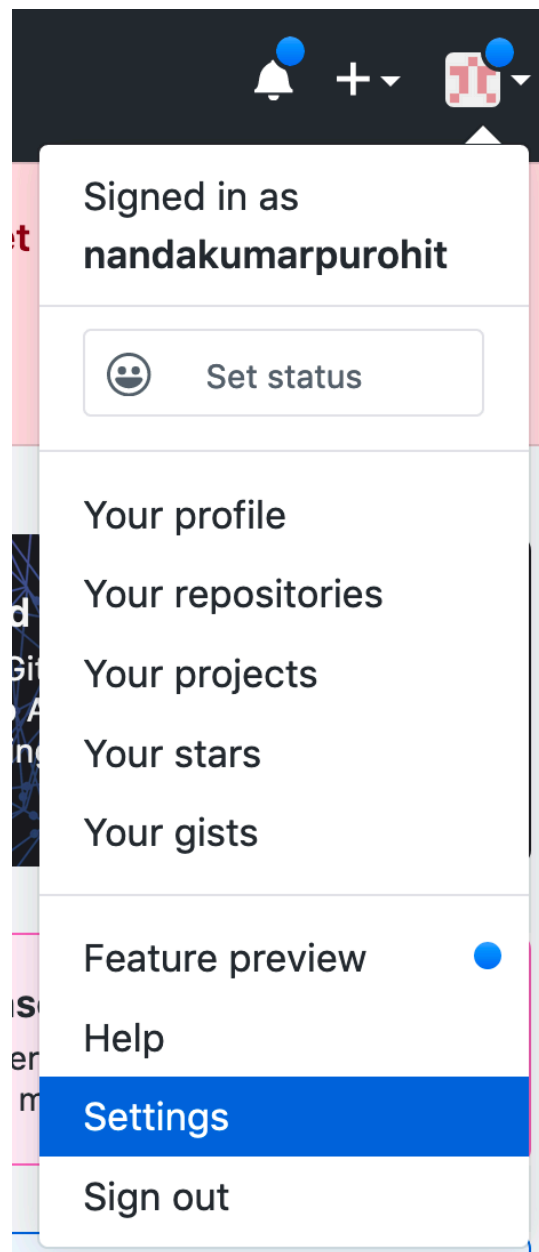 Signed in as
nandakumarpurohit
Set status
Your profile
Your repositories
Your projects
Your stars
Your gists
Feature preview
Help
Settings
Sign out